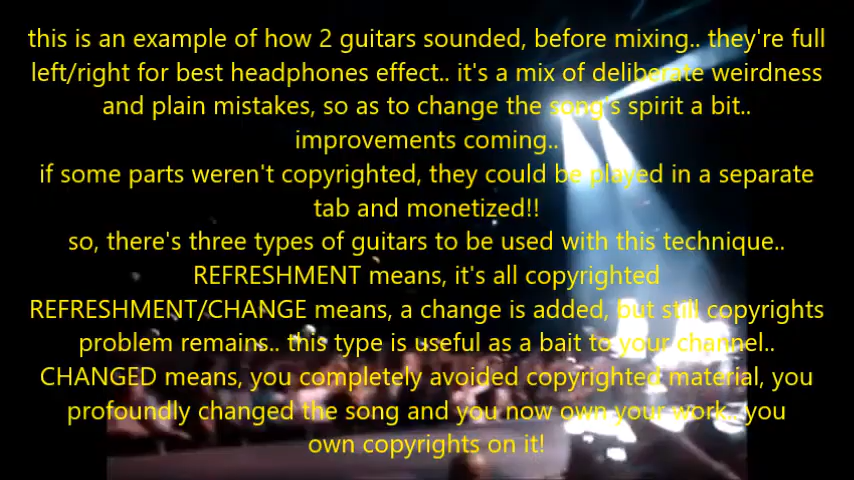 this is an example of how 2 guitars sounded, before mixing.. they're full
left/right for best headphones effect.. it's a mix of deliberate weirdness
and plain mistakes, so as to change the song's spirit a bit..
improvements coming..
if some parts weren't copyrighted, they could be played in a separate
tab and monetized!!
so, there's three types of guitars to be used with this technique..
REFRESHMENT means, it's all copyrighted
REFRESHMENT/CHANGE means, a change is added, but still copyrights
problem remains.. this type is useful as a bait to your channel..
CHANGED means, you completely avoided copyrighted material, you
profoundly changed the song and you now own your work.. you
own copyrights on it!